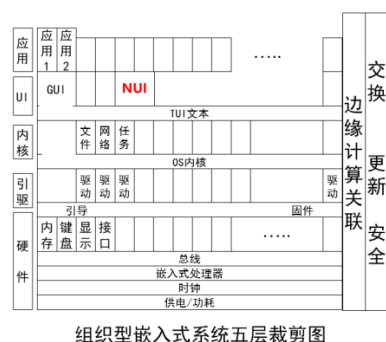 应用
应用1
应用2
.....
UI
GUI
NUI
TUI文本
内核
文件
网络
任务
OS内核
引驱
驱动
驱动
驱动
驱动
引导
固件
硬件
内存
键盘
显示
接口
.....
总线
嵌入式处理器
时钟
供电/功耗
边缘计算关联
交换 更新 安全
组织型嵌入式系统五层裁剪图